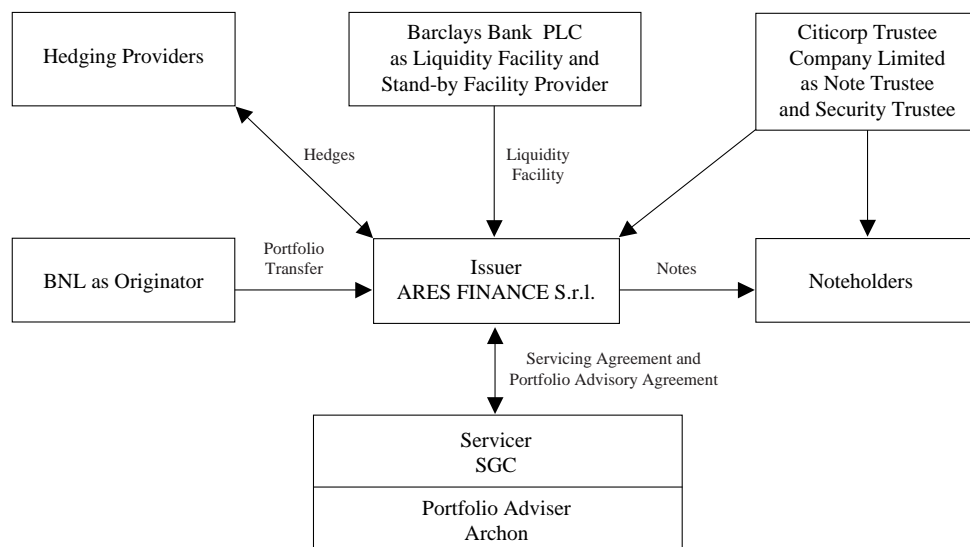 Hedging Providers
Barclays Bank PLC
as Liquidity Facility and
Stand-by Facility Provider
Citicorp Trustee
Company Limited
as Note Trustee
and Security Trustee
Hedges
Liquidity
Facility
BNL as Originator
Portfolio
Transfer
Issuer
ARES FINANCE S.r.l.
Notes
Noteholders
Servicing Agreement and
Portfolio Advisory Agreement
Servicer
SGC
Portfolio Adviser
Archon